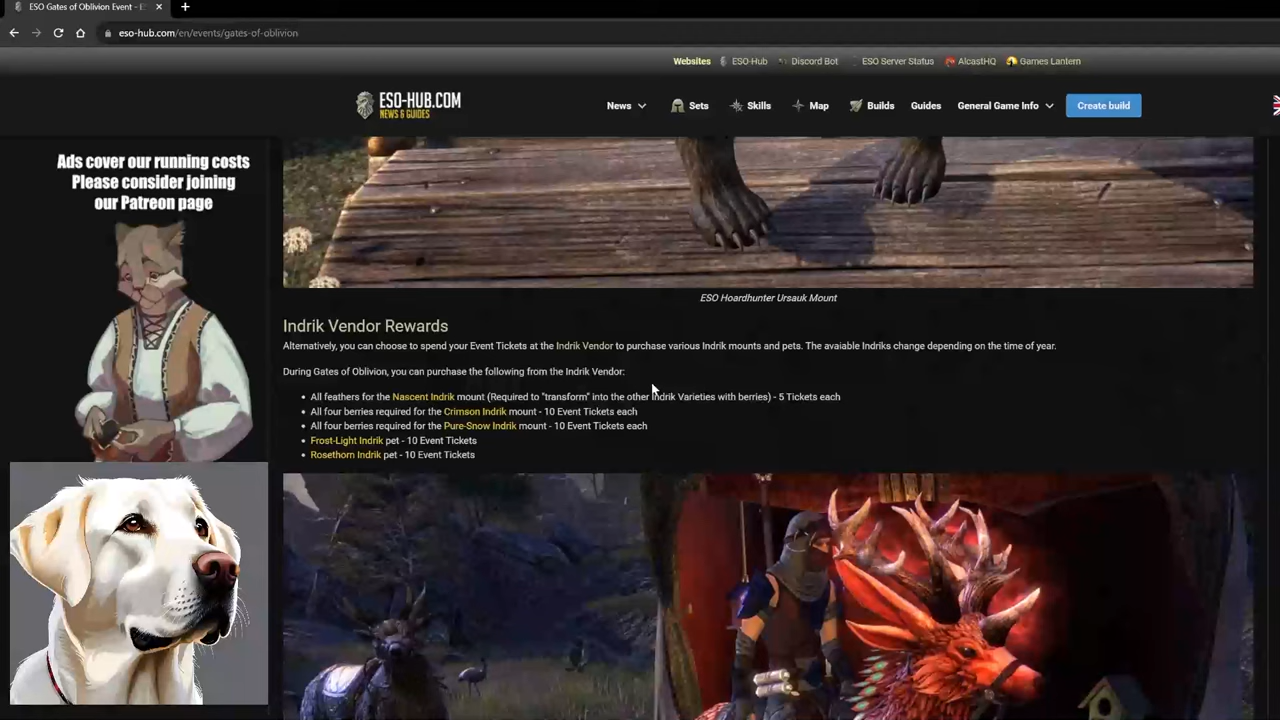 ESO Gates of Oblivion Event - E
eso-hub.com/en/events/gates-of-oblivion
Websites ESO-Hub Discord Bot ESO Server Status AlcastHQ Games Lantern
ESO-HUB.COM
NEWS & GUIDES
News Sets Skills Map Builds Guides General Game Info Create build
Ads cover our running costs
Please consider joining
our Patreon page
ESO Hoardhunter Ursauk Mount
Indrik Vendor Rewards
Alternatively, you can choose to spend your Event Tickets at the Indrik Vendor to purchase various Indrik mounts and pets. The avaiable Indriks change depending on the time of year.
During Gates of Oblivion, you can purchase the following from the Indrik Vendor:
• All feathers for the Nascent Indrik mount (Required to "transform" into the other Indrik Varieties with berries) - 5 Tickets each
• All four berries required for the Crimson Indrik mount - 10 Event Tickets each
• All four berries required for the Pure-Snow Indrik mount - 10 Event Tickets each
• Frost-Light Indrik pet - 10 Event Tickets
• Rosethorn Indrik pet - 10 Event Tickets